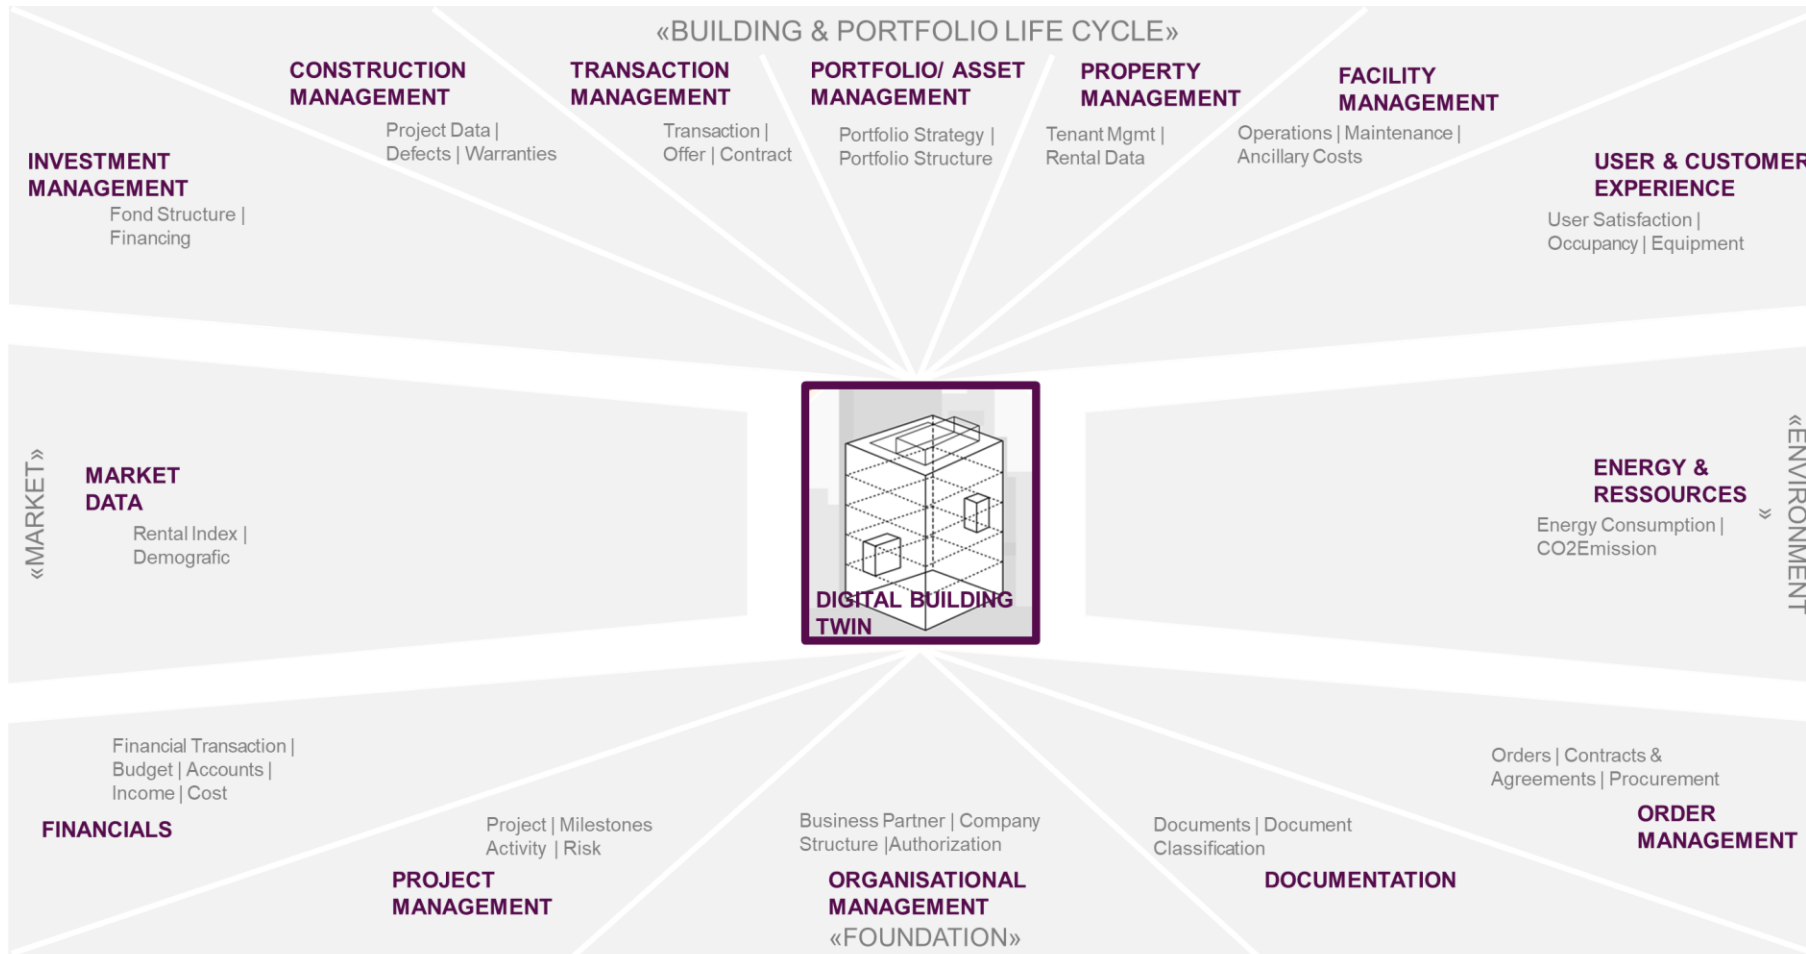 «BUILDING & PORTFOLIO LIFE CYCLE»
INVESTMENT
MANAGEMENT
Fond Structure |
Financing
CONSTRUCTION
MANAGEMENT
Project Data |
Defects | Warranties
TRANSACTION
MANAGEMENT
Transaction |
Offer | Contract
PORTFOLIO/ ASSET
MANAGEMENT
Portfolio Strategy |
Portfolio Structure
PROPERTY
MANAGEMENT
Tenant Mgmt |
Rental Data
FACILITY
MANAGEMENT
Operations | Maintenance |
Ancillary Costs
USER & CUSTOMER
EXPERIENCE
User Satisfaction |
Occupancy | Equipment
«MARKET»
MARKET
DATA
Rental Index |
Demografic
DIGITAL BUILDING
TWIN
ENERGY &
RESSOURCES
Energy Consumption |
CO2Emission
«ENVIRONMENT
»
Financial Transaction |
Budget | Accounts |
Income | Cost
FINANCIALS
Project | Milestones
Activity | Risk
PROJECT
MANAGEMENT
Business Partner | Company
Structure |Authorization
ORGANISATIONAL
MANAGEMENT
Documents | Document
Classification
DOCUMENTATION
Orders | Contracts &
Agreements | Procurement
ORDER
MANAGEMENT
«FOUNDATION»